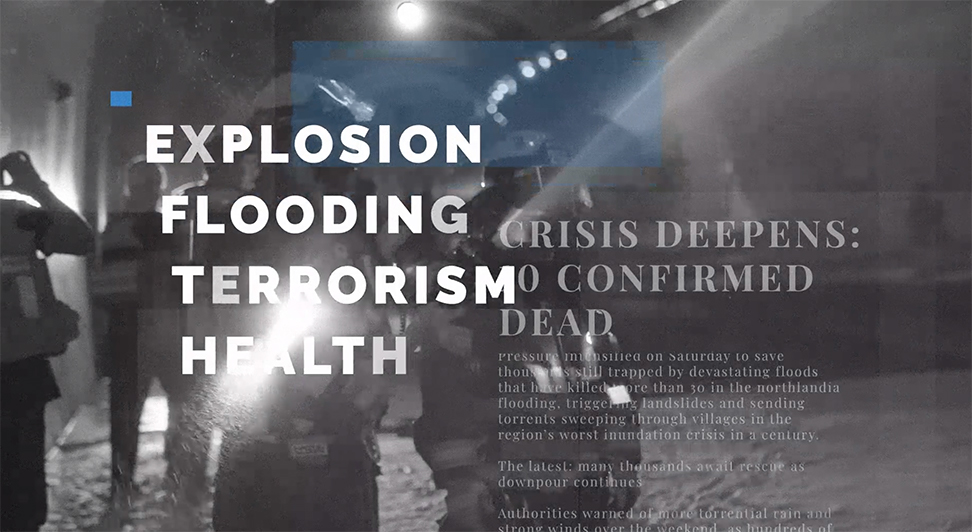 EXPLOSION
FLOODING
TERRORISM
HEALTH
CRISIS DEEPENS:
0 CONFIRMED
DEAD
Pressure intensified on Saturday to save
thousands still trapped by devastating floods
that have killed more than 30 in the northlandia
flooding, triggering landslides and sending
torrents sweeping through villages in the
region's worst inundation crisis in a century.
The latest: many thousands await rescue as
downpour continues
Authorities warned of more torrential rain and
strong winds over the weekend, as hundreds of